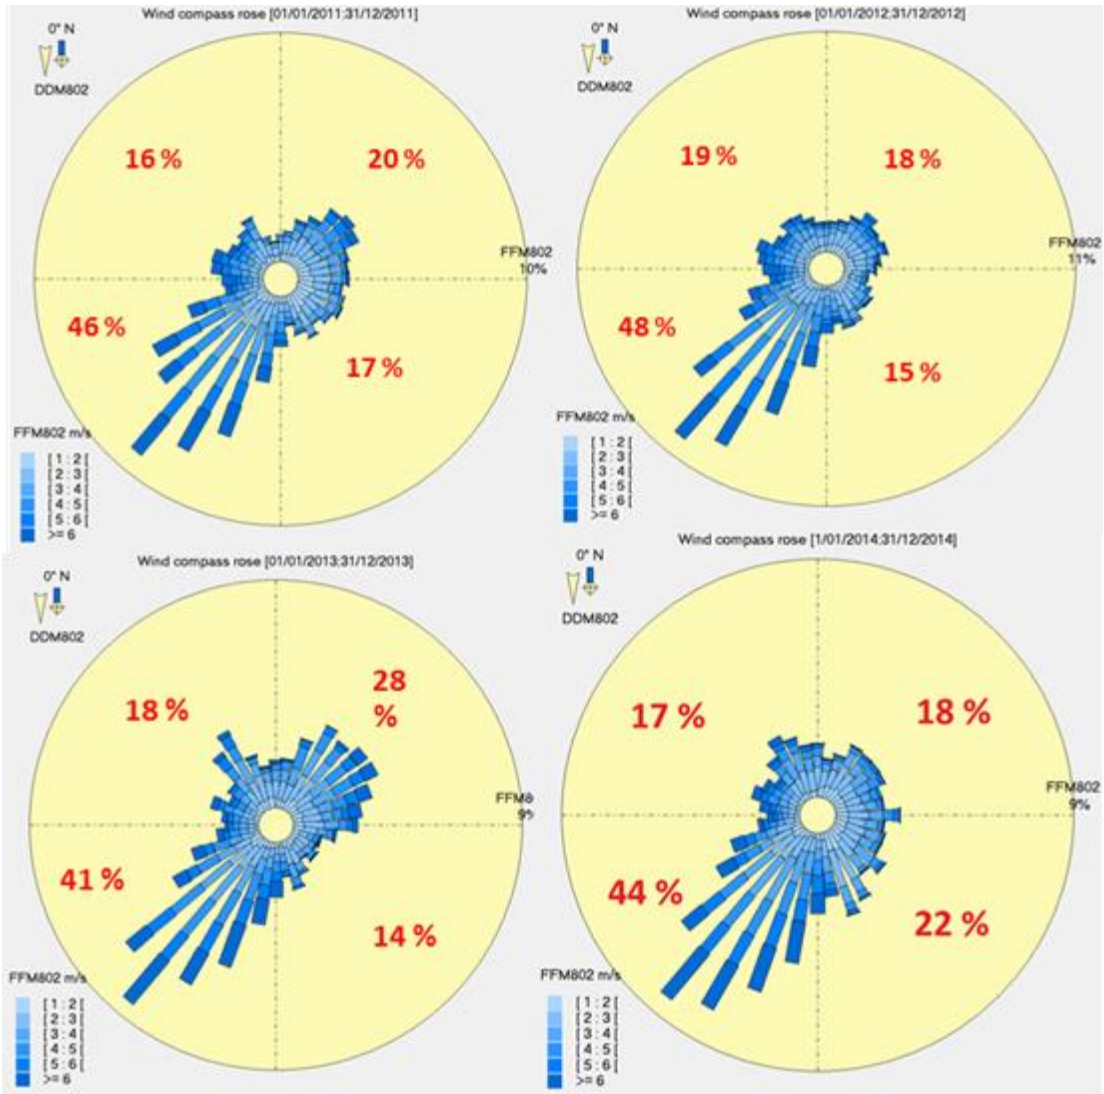 Wind compass rose [01/01/2011;31/12/2011]
0° N
DDM802
16 %
20 %
FFM802
10%
46 %
17 %
FFM802 m/s
[ 1 : 2 [
[ 2 : 3 [
[ 3 : 4 [
[ 4 : 5 [
[ 5 : 6 [
>= 6
Wind compass rose [01/01/2012;31/12/2012]
0° N
DDM802
19 %
18 %
FFM802
11%
48 %
15 %
FFM802 m/s
[ 1 : 2 [
[ 2 : 3 [
[ 3 : 4 [
[ 4 : 5 [
[ 5 : 6 [
>= 6
Wind compass rose [01/01/2013;31/12/2013]
0° N
DDM802
18 %
28
%
FFM8
9%
41 %
14 %
FFM802 m/s
[ 1 : 2 [
[ 2 : 3 [
[ 3 : 4 [
[ 4 : 5 [
[ 5 : 6 [
>= 6
Wind compass rose [1/01/2014;31/12/2014]
0° N
DDM802
17 %
18 %
FFM802
9%
44 %
22 %
FFM802 m/s
[ 1 : 2 [
[ 2 : 3 [
[ 3 : 4 [
[ 4 : 5 [
[ 5 : 6 [
>= 6